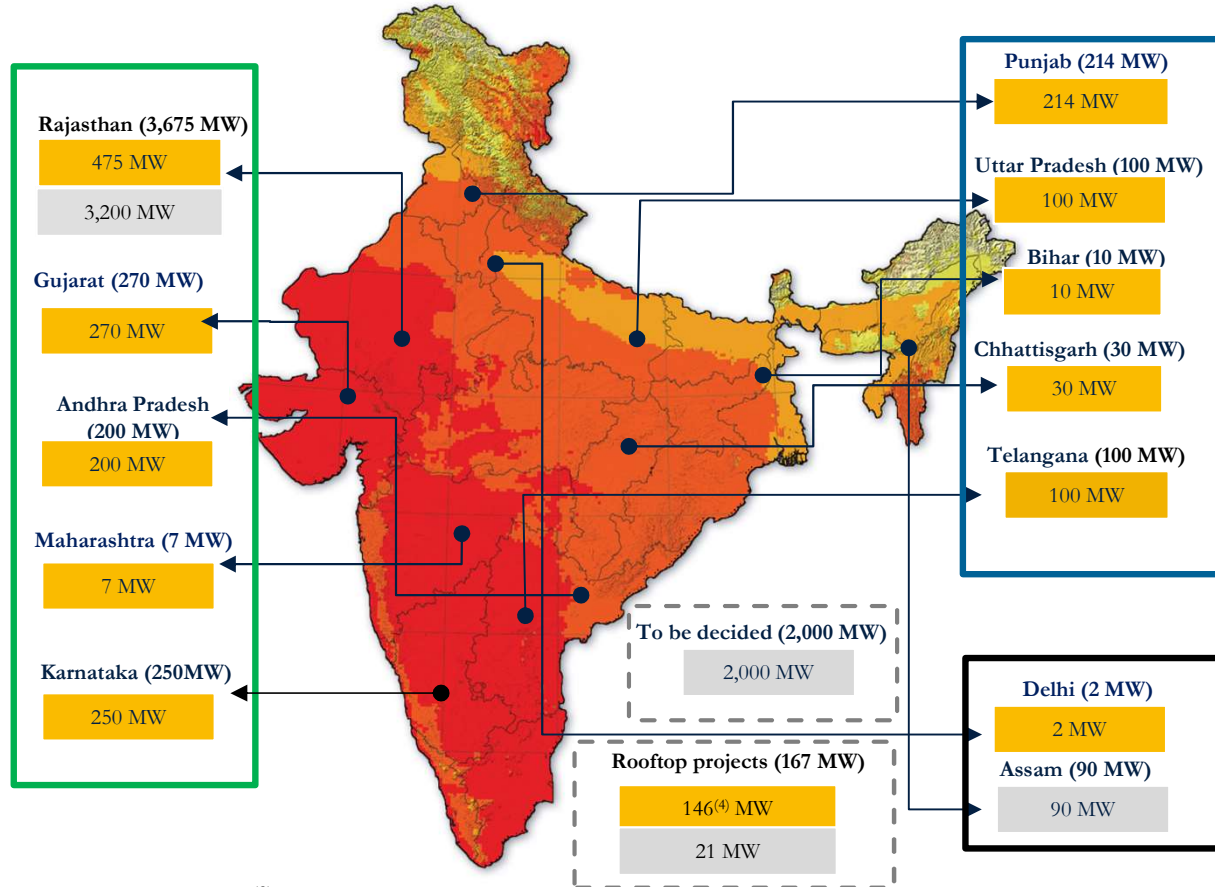 Rajasthan (3,675 MW)
475 MW
3,200 MW
Gujarat (270 MW)
270 MW
Andhra Pradesh
(200 MW)
200 MW
Maharashtra (7 MW)
7 MW
Karnataka (250MW)
250 MW
Punjab (214 MW)
214 MW
Uttar Pradesh (100 MW)
100 MW
Bihar (10 MW)
10 MW
Chhattisgarh (30 MW)
30 MW
Telangana (100 MW)
100 MW
To be decided (2,000 MW)
2,000 MW
Rooftop projects (167 MW)
146⁽⁴⁾ MW
21 MW
Delhi (2 MW)
2 MW
Assam (90 MW)
90 MW